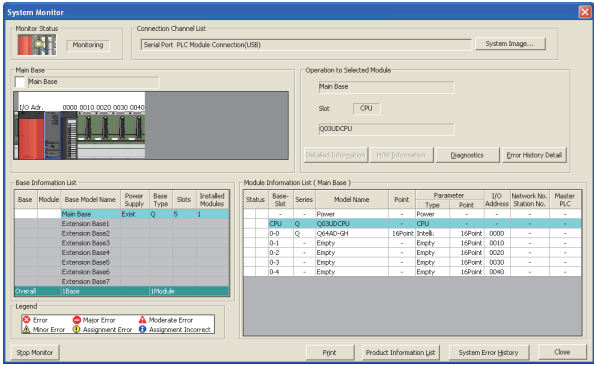 System Monitor
Monitor Status
Monitoring
Connection Channel List
Serial Port PLC Module Connection(USB)
System Image...
Main Base
Main Base
I/O Adr. 0000 0010 0020 0030 0040
Operation to Selected Module
Main Base
Slot CPU
Q03UDCPU
Detailed Information H/W Information Diagnostics Error History Detail
Base Information List
Base Module Base Model Name Power Supply Base Type Slots Installed Modules
Main Base Exist Q 5 1
Extension Base1
Extension Base2
Extension Base3
Extension Base4
Extension Base5
Extension Base6
Extension Base7
Overall 1Base 1Module
Module Information List ( Main Base )
Status Base-Slot Series Model Name Point Parameter Type Point I/O Address Network No. Station No. Master PLC
- - Power - Power - - - -
CPU Q Q03UDCPU - CPU - - - -
0-0 Q Q64AD-GH 16Point Intelli. 16Point 0000 - -
0-1 - Empty - Empty 16Point 0010 - -
0-2 - Empty - Empty 16Point 0020 - -
0-3 - Empty - Empty 16Point 0030 - -
0-4 - Empty - Empty 16Point 0040 - -
Legend
Error Major Error Moderate Error
Minor Error Assignment Error Assignment Incorrect
Stop Monitor Print Product Information List System Error History Close